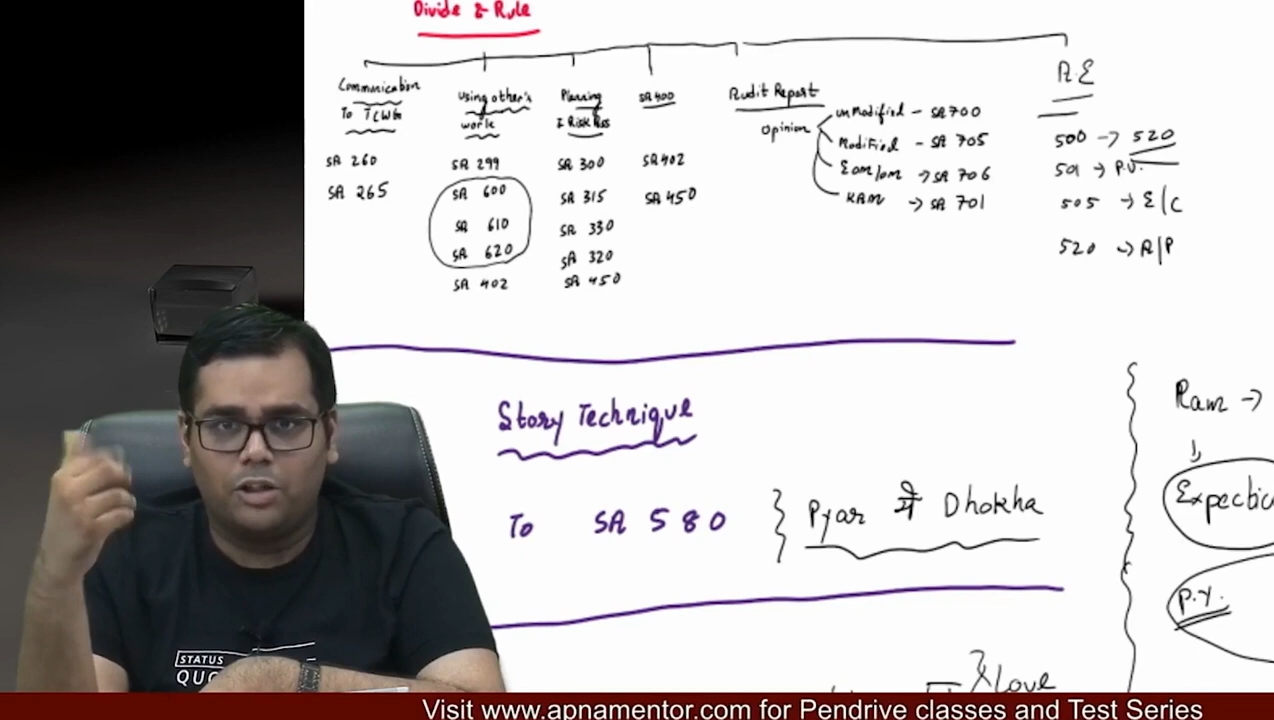 Divide & Rule
Communication
To TCWG
SA 260
SA 265
Using other's
work
SA 299
SA 600
SA 610
SA 620
SA 402
Planning
& Risk
SA 300
SA 315
SA 330
SA 320
SA 450
SA 400
SA 402
SA 450
Audit Report
Opinion
unmodified - SA 700
Modified - SA 705
Eom/om → SA 706
KAM → SA 701
A.E
500 → 520
501 → P.V.
505 → E/C
520 → A/P
Story Technique
To SA 580 } Pyar में Dhokha
Ram →
P.Y.
Love
STATUS
QUO
Visit www.apnamentor.com for Pendrive classes and Test Series